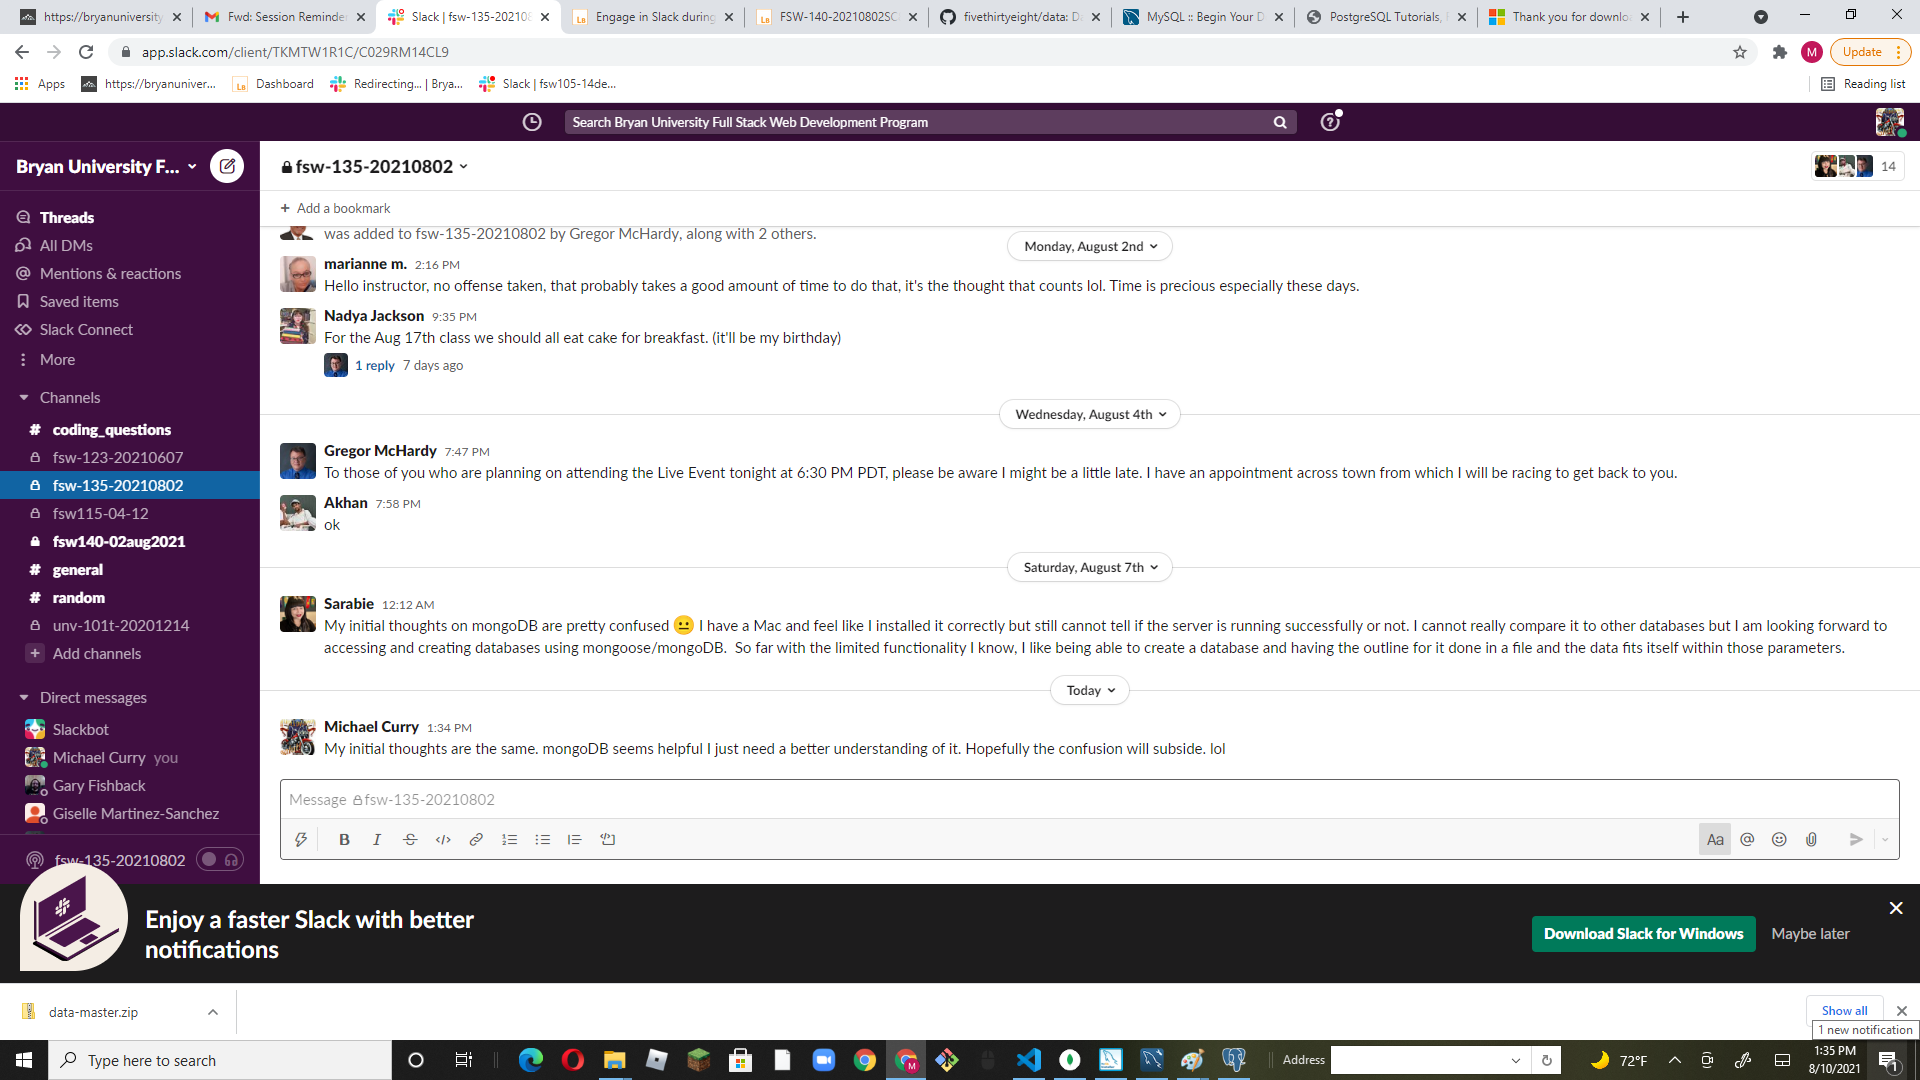 https://bryanuniversity
Fwd: Session Reminder
Slack | fsw-135-202108
Engage in Slack during
FSW-140-20210802SC
fivethirtyeight/data: D
MySQL :: Begin Your D
PostgreSQL Tutorials,
Thank you for downlo
app.slack.com/client/TKMTW1R1C/C029RM14CL9
M
Update
Apps
https://bryanuniver...
Dashboard
Redirecting... | Brya...
Slack | fsw105-14de...
Reading list
Search Bryan University Full Stack Web Development Program
Bryan University F...
fsw-135-20210802
14
Add a bookmark
Threads
All DMs
Mentions & reactions
Saved items
Slack Connect
More
Channels
# coding_questions
fsw-123-20210607
fsw-135-20210802
fsw115-04-12
fsw140-02aug2021
# general
# random
unv-101t-20201214
+ Add channels
Direct messages
Slackbot
Michael Curry you
Gary Fishback
Giselle Martinez-Sanchez
fsw-135-20210802
was added to fsw-135-20210802 by Gregor McHardy, along with 2 others.
Monday, August 2nd
marianne m. 2:16 PM
Hello instructor, no offense taken, that probably takes a good amount of time to do that, it's the thought that counts lol. Time is precious especially these days.
Nadya Jackson 9:35 PM
For the Aug 17th class we should all eat cake for breakfast. (it'll be my birthday)
1 reply 7 days ago
Wednesday, August 4th
Gregor McHardy 7:47 PM
To those of you who are planning on attending the Live Event tonight at 6:30 PM PDT, please be aware I might be a little late. I have an appointment across town from which I will be racing to get back to you.
Akhan 7:58 PM
ok
Saturday, August 7th
Sarabie 12:12 AM
My initial thoughts on mongoDB are pretty confused 😐 I have a Mac and feel like I installed it correctly but still cannot tell if the server is running successfully or not. I cannot really compare it to other databases but I am looking forward to
accessing and creating databases using mongoose/mongoDB. So far with the limited functionality I know, I like being able to create a database and having the outline for it done in a file and the data fits itself within those parameters.
Today
Michael Curry 1:34 PM
My initial thoughts are the same. mongoDB seems helpful I just need a better understanding of it. Hopefully the confusion will subside. lol
Message fsw-135-20210802
B I S </> Aa @
Enjoy a faster Slack with better
notifications
Download Slack for Windows
Maybe later
data-master.zip
Show all
1 new notification
Type here to search
Address
72°F
1:35 PM
8/10/2021
1